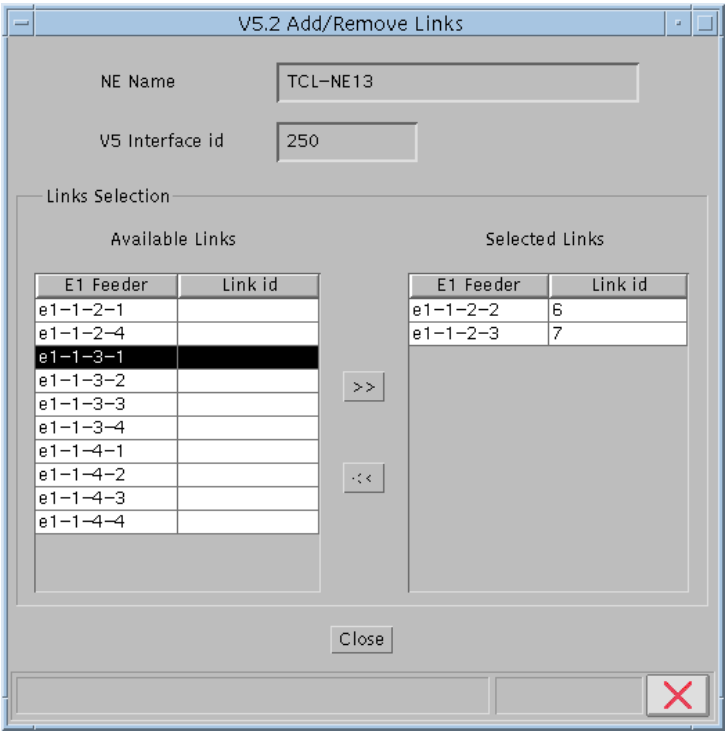 V5.2 Add/Remove Links
NE Name TCL-NE13
V5 Interface id 250
Links Selection
Available Links Selected Links
E1 Feeder Link id E1 Feeder Link id
e1-1-2-1 e1-1-2-2 6
e1-1-2-4 e1-1-2-3 7
e1-1-3-1
e1-1-3-2
>>
e1-1-3-3
e1-1-3-4
e1-1-4-1
e1-1-4-2
<<
e1-1-4-3
e1-1-4-4
Close